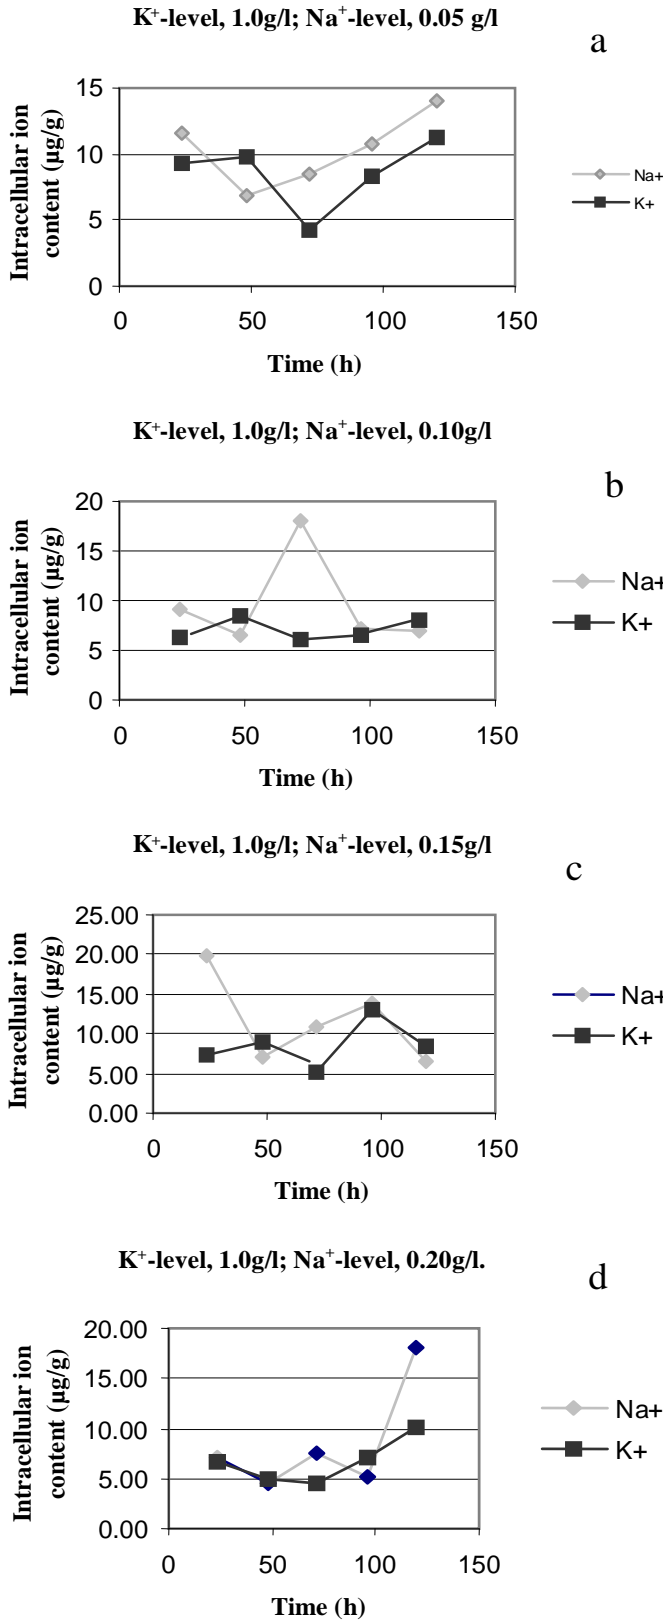 K⁺-level, 1.0g/l; Na⁺-level, 0.05 g/l
a
Intracellular ion
content (µg/g)
15
10
5
0
0 50 100 150
Time (h)
Na+
K+
K⁺-level, 1.0g/l; Na⁺-level, 0.10g/l
b
Intracellular ion
content (µg/g)
20
15
10
5
0
0 50 100 150
Time (h)
Na+
K+
K⁺-level, 1.0g/l; Na⁺-level, 0.15g/l
c
Intracellular ion
content (µg/g)
25.00
20.00
15.00
10.00
5.00
0.00
0 50 100 150
Time (h)
Na+
K+
K⁺-level, 1.0g/l; Na⁺-level, 0.20g/l.
d
Intracellular ion
content (µg/g)
20.00
15.00
10.00
5.00
0.00
0 50 100 150
Time (h)
Na+
K+